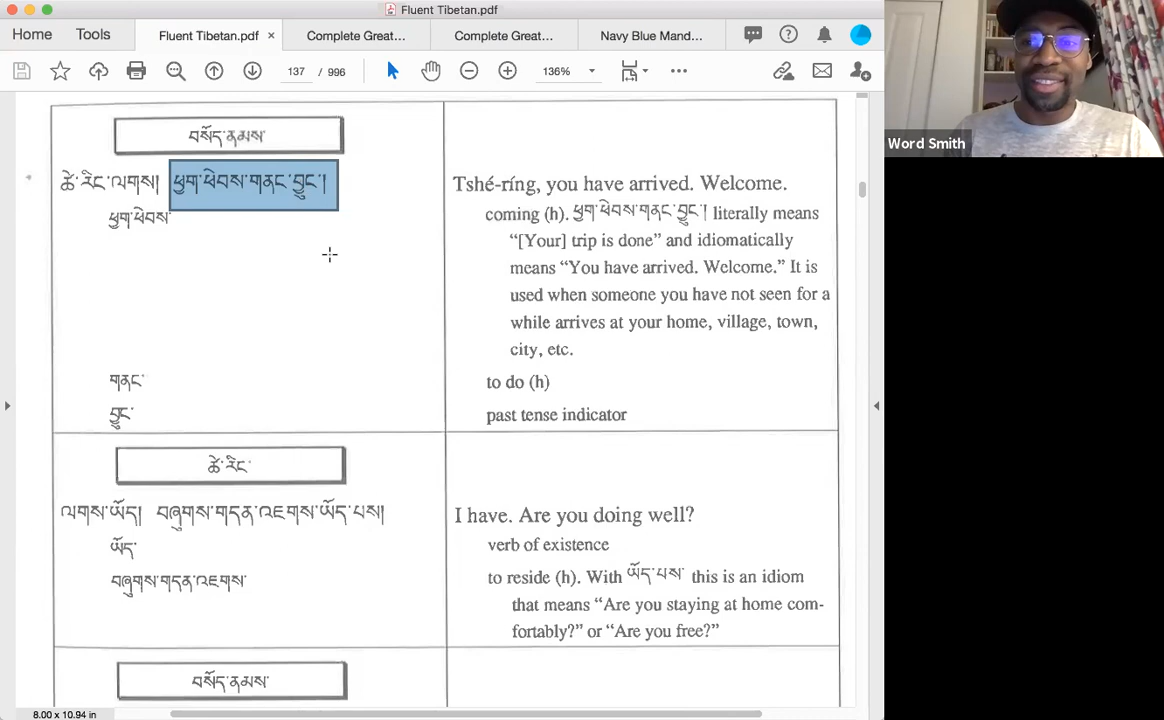 Fluent Tibetan.pdf
Home Tools Fluent Tibetan.pdf × Complete Great... Complete Great... Navy Blue Mand...
137 / 996 136%
བསོད་ནམས་
ཚེ་རིང་ལགས། ཕྱག་ཕེབས་གནང་བྱུང་། Tshé-ríng, you have arrived. Welcome.
ཕྱག་ཕེབས་ coming (h). ཕྱག་ཕེབས་གནང་བྱུང་། literally means
“[Your] trip is done” and idiomatically
means “You have arrived. Welcome.” It is
used when someone you have not seen for a
while arrives at your home, village, town,
city, etc.
གནང་ to do (h)
བྱུང་ past tense indicator
ཚེ་རིང་
ལགས་ཡོད། བཞུགས་གདན་འཇགས་ཡོད་པས། I have. Are you doing well?
ཡོད་ verb of existence
བཞུགས་གདན་འཇགས་ to reside (h). With ཡོད་པས་ this is an idiom
that means “Are you staying at home com-
fortably?” or “Are you free?”
བསོད་ནམས་
8.00 x 10.94 in
Word Smith